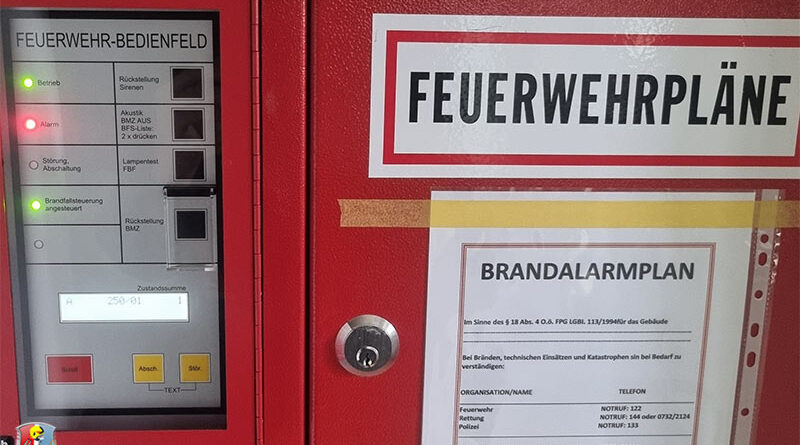 FEUERWEHR-BEDIENFELD
Betrieb
Rückstellung
Sirenen
Alarm
Akustik
BMZ AUS
BFS-Liste:
2 x drücken
Störung,
Abschaltung
Lampentest
FBF
Brandfallsteuerung
angesteuert
Rückstellung
BMZ
Zustandssumme
A 250/01 1
Scroll
Absch.
Stör.
TEXT
FEUERWEHRPLÄNE
BRANDALARMPLAN
Im Sinne des § 18 Abs. 4 O.ö. FPG LGBl. 113/1994für das Gebäude
Bei Bränden, technischen Einsätzen und Katastrophen sin bei Bedarf zu
verständigen:
ORGANISATION/NAME TELEFON
Feuerwehr NOTRUF: 122
Rettung NOTRUF: 144 oder 0732/2124
Polizei NOTRUF: 133